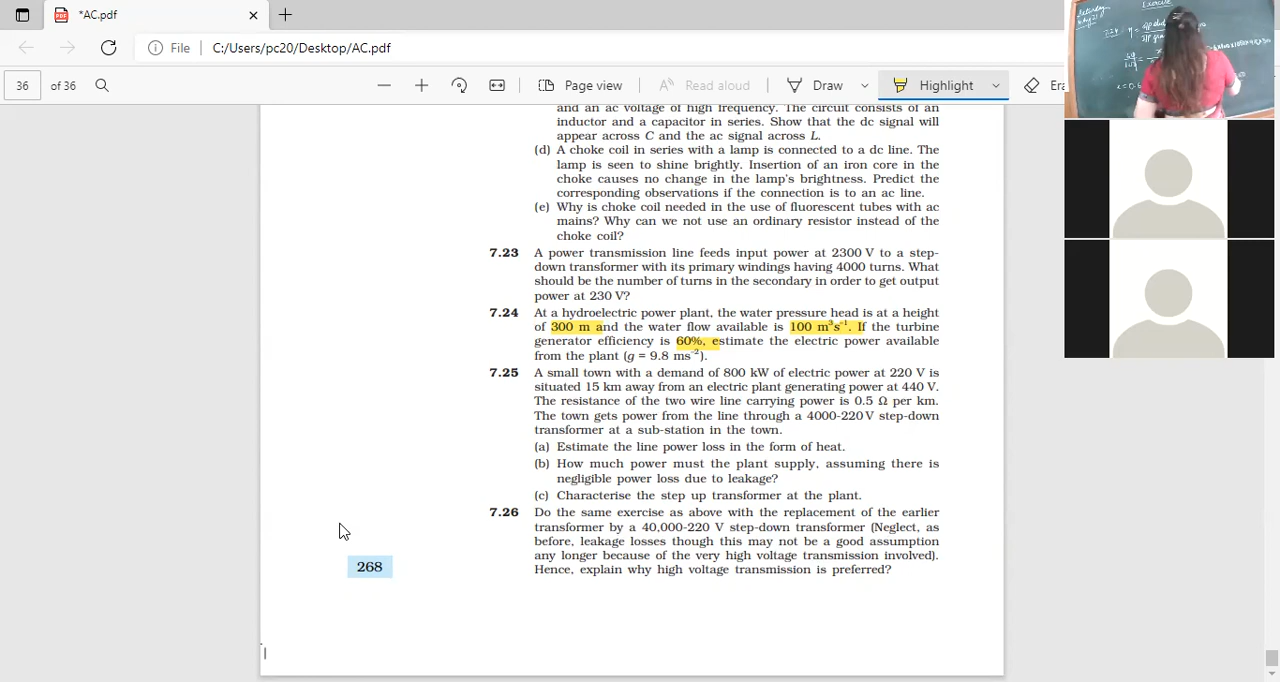 *AC.pdf
File
C:/Users/pc20/Desktop/AC.pdf
36 of 36
Page view
Read aloud
Draw
Highlight
Era
and an ac voltage of high frequency. The circuit consists of an
inductor and a capacitor in series. Show that the dc signal will
appear across C and the ac signal across L.
(d) A choke coil in series with a lamp is connected to a dc line. The
lamp is seen to shine brightly. Insertion of an iron core in the
choke causes no change in the lamp's brightness. Predict the
corresponding observations if the connection is to an ac line.
(e) Why is choke coil needed in the use of fluorescent tubes with ac
mains? Why can we not use an ordinary resistor instead of the
choke coil?
7.23 A power transmission line feeds input power at 2300 V to a step-
down transformer with its primary windings having 4000 turns. What
should be the number of turns in the secondary in order to get output
power at 230 V?
7.24 At a hydroelectric power plant, the water pressure head is at a height
of 300 m and the water flow available is 100 m³s⁻¹. If the turbine
generator efficiency is 60%, estimate the electric power available
from the plant (g = 9.8 ms⁻²).
7.25 A small town with a demand of 800 kW of electric power at 220 V is
situated 15 km away from an electric plant generating power at 440 V.
The resistance of the two wire line carrying power is 0.5 Ω per km.
The town gets power from the line through a 4000-220 V step-down
transformer at a sub-station in the town.
(a) Estimate the line power loss in the form of heat.
(b) How much power must the plant supply, assuming there is
negligible power loss due to leakage?
(c) Characterise the step up transformer at the plant.
7.26 Do the same exercise as above with the replacement of the earlier
transformer by a 40,000-220 V step-down transformer (Neglect, as
before, leakage losses though this may not be a good assumption
any longer because of the very high voltage transmission involved).
Hence, explain why high voltage transmission is preferred?
268